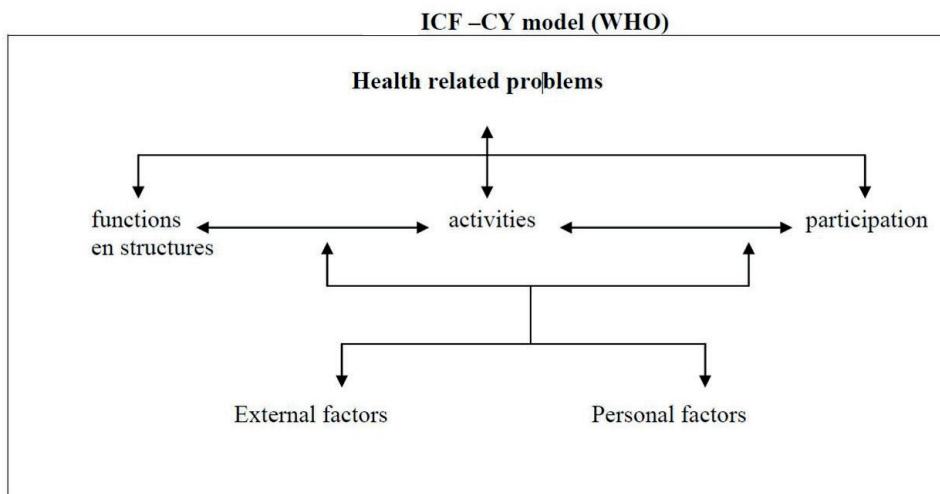 ICF –CY model (WHO)
Health related problems
functions
en structures
activities
participation
External factors
Personal factors